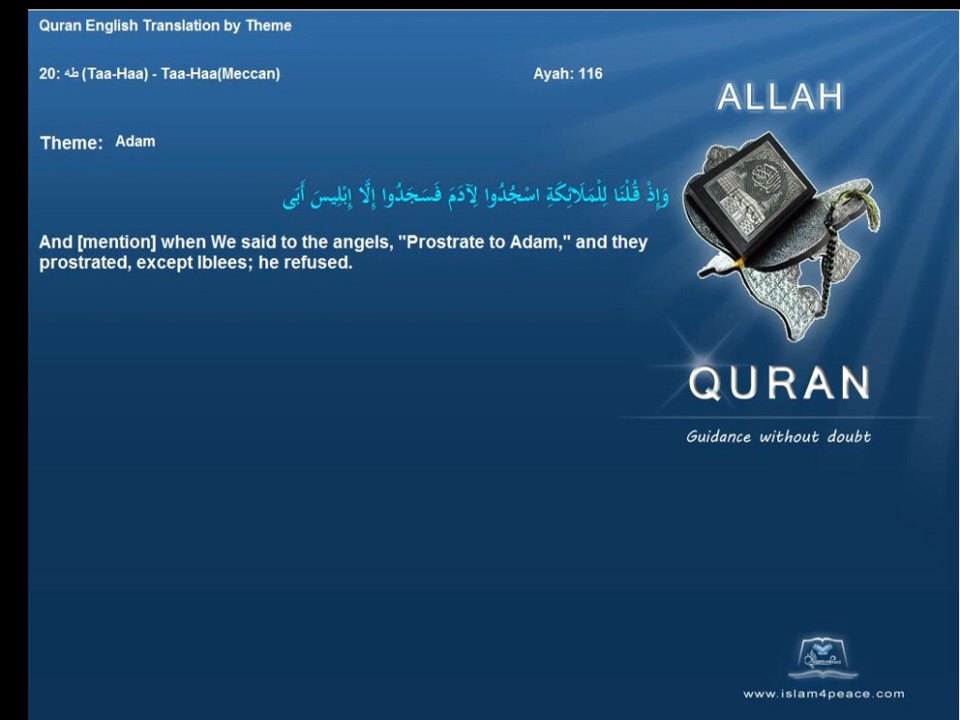 Quran English Translation by Theme
20: طه (Taa-Haa) - Taa-Haa(Meccan) Ayah: 116
ALLAH
Theme: Adam
وَإِذْ قُلْنَا لِلْمَلَائِكَةِ اسْجُدُوا لِآدَمَ فَسَجَدُوا إِلَّا إِبْلِيسَ أَبَى
And [mention] when We said to the angels, "Prostrate to Adam," and they
prostrated, except Iblees; he refused.
QURAN
Guidance without doubt
www.islam4peace.com